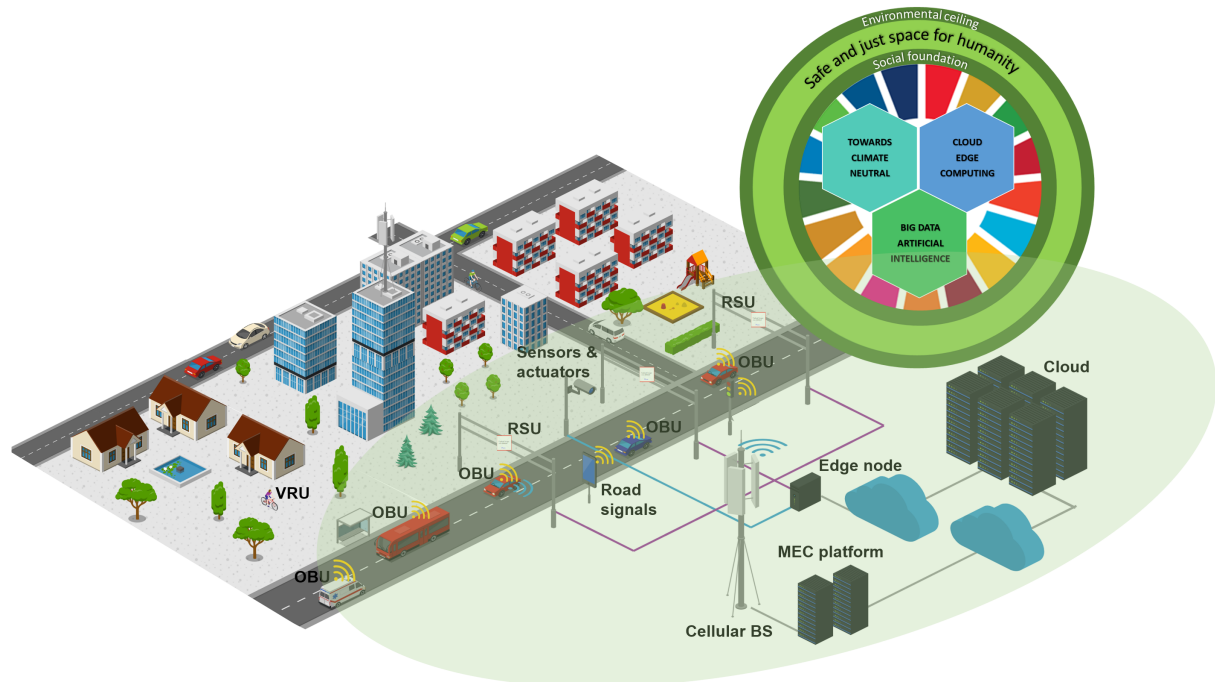 Environmental ceiling
Safe and just space for humanity
Social foundation
TOWARDS
CLIMATE
NEUTRAL
CLOUD
EDGE
COMPUTING
BIG DATA
ARTIFICIAL
INTELLIGENCE
RSU
Sensors &
actuators
OBU
Cloud
RSU
OBU
OBU
Edge node
VRU
Road
signals
OBU
MEC platform
OBU
Cellular BS